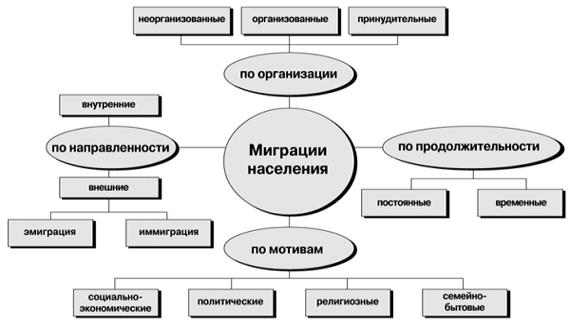 неорганизованные
организованные
принудительные
по организации
внутренние
по направленности
Миграции
населения
по продолжительности
внешние
постоянные
временные
эмиграция
иммиграция
по мотивам
социально-
экономические
политические
религиозные
семейно-
бытовые